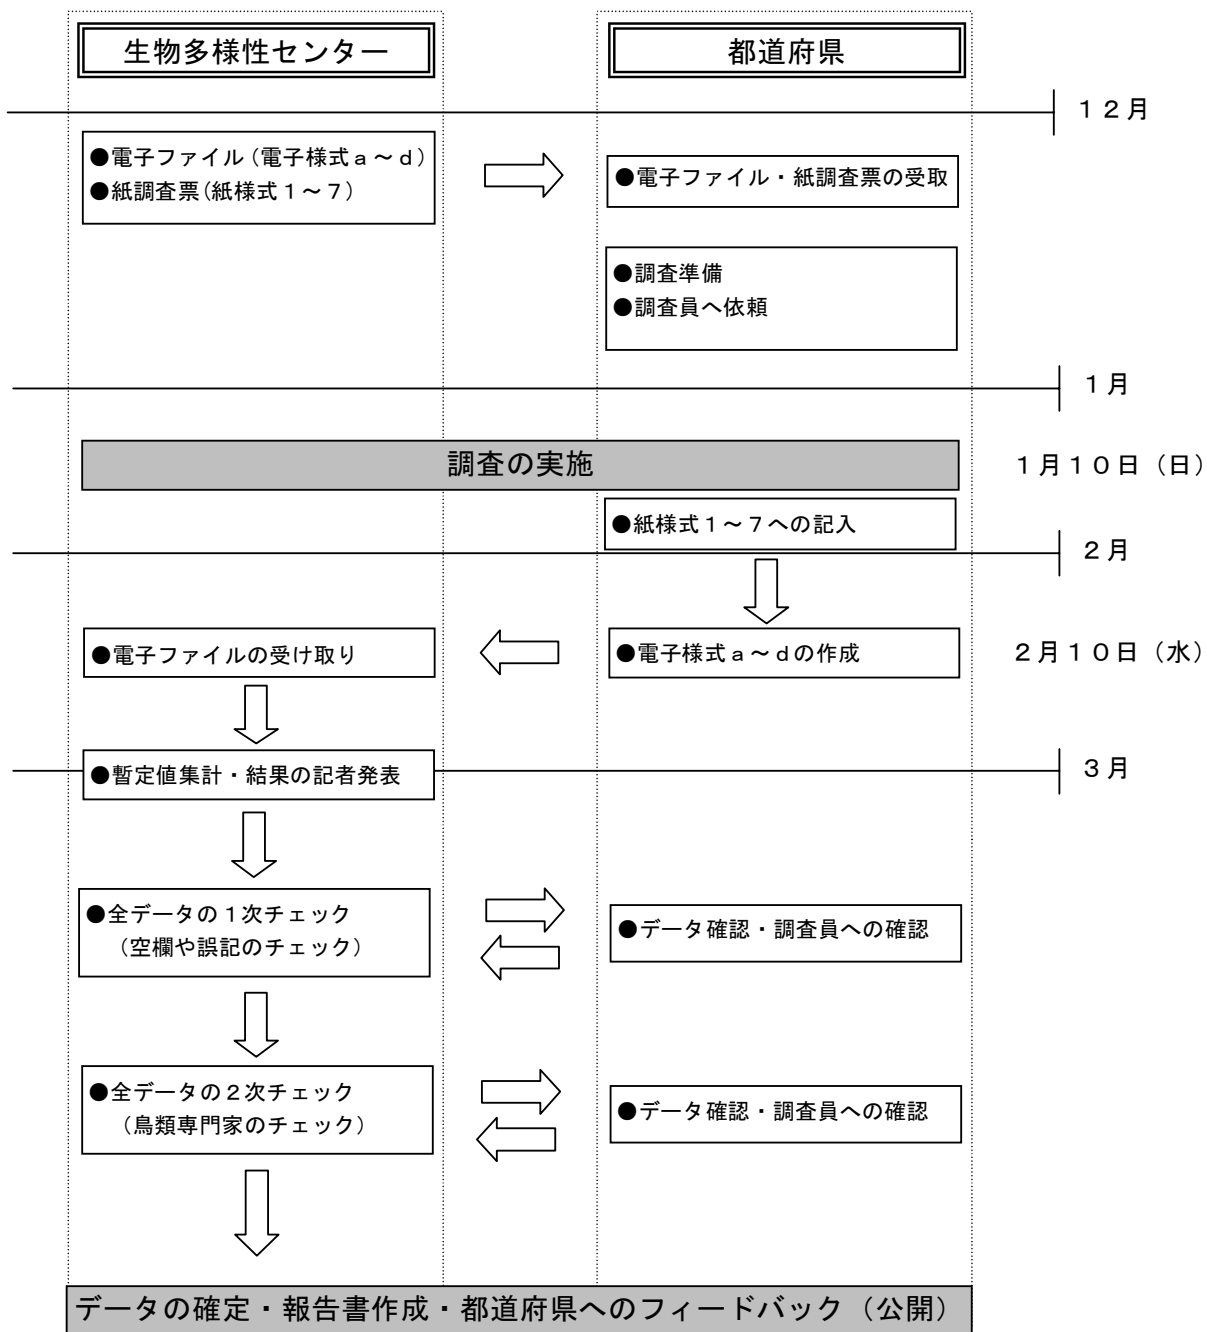 生物多様性センター
都道府県
１２月
●電子ファイル（電子様式ａ～ｄ）
●紙調査票（紙様式１～７）
●電子ファイル・紙調査票の受取
●調査準備
●調査員へ依頼
１月
調査の実施
１月１０日（日）
●紙様式１～７への記入
２月
●電子ファイルの受け取り
●電子様式ａ～ｄの作成
２月１０日（水）
●暫定値集計・結果の記者発表
３月
●全データの１次チェック
（空欄や誤記のチェック）
●データ確認・調査員への確認
●全データの２次チェック
（鳥類専門家のチェック）
●データ確認・調査員への確認
データの確定・報告書作成・都道府県へのフィードバック（公開）